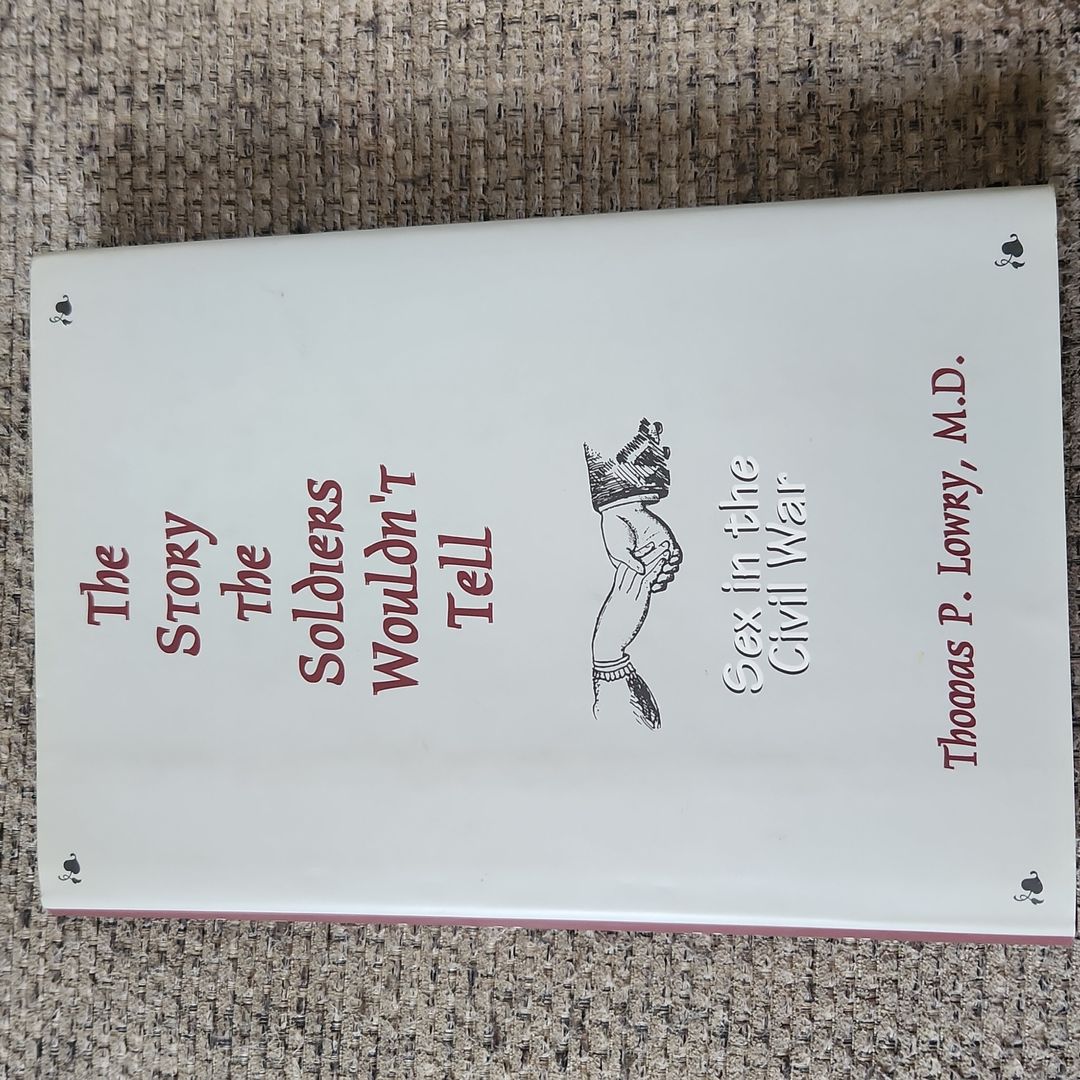 The
Story
the
Soldiers
Wouldn't
Tell
Sex in the
Civil War
Thomas P. Lowry, M.D.